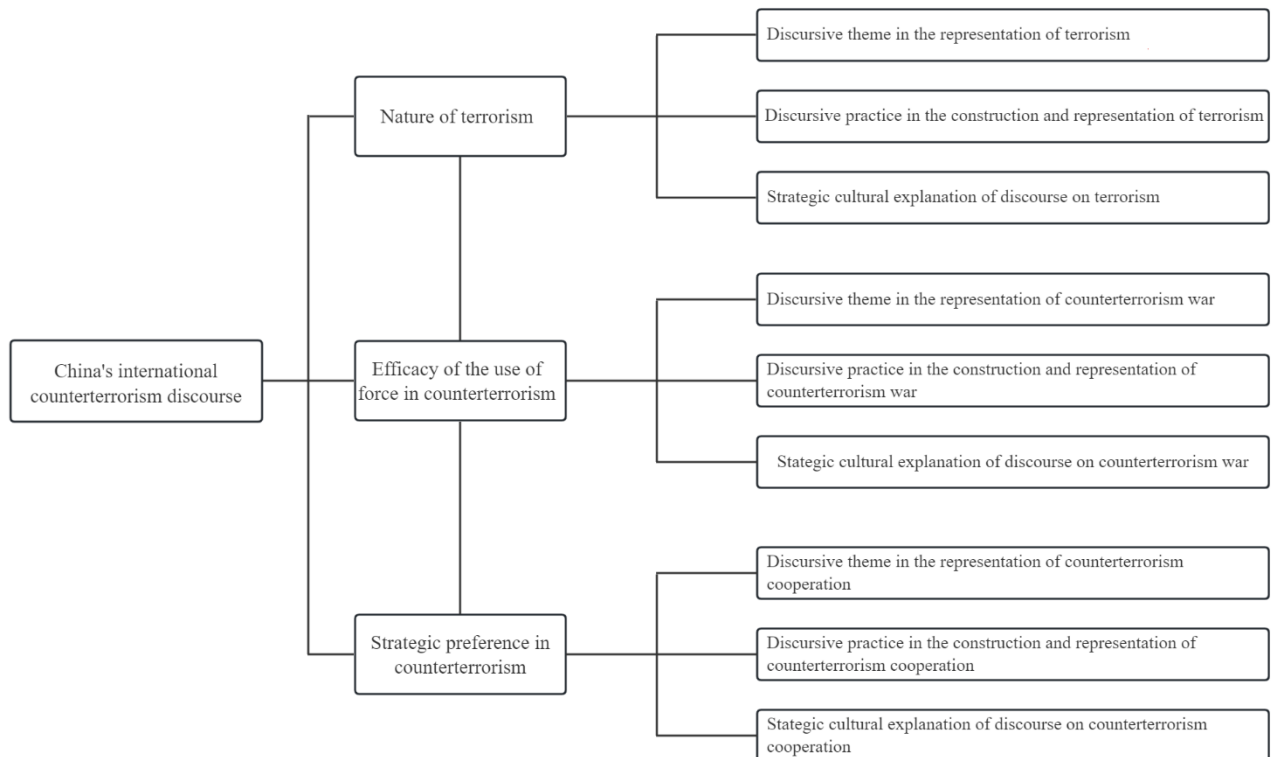 Discursive theme in the representation of terrorism
Nature of terrorism
Discursive practice in the construction and representation of terrorism
Strategic cultural explanation of discourse on terrorism
Discursive theme in the representation of counterterrorism war
China's international
counterterrorism discourse
Efficacy of the use of
force in counterterrorism
Discursive practice in the construction and representation of
counterterrorism war
Stategic cultural explanation of discourse on counterterrorism war
Discursive theme in the representation of counterterrorism
cooperation
Strategic preference in
counterterrorism
Discursive practice in the construction and representation of
counterterrorism cooperation
Stategic cultural explanation of discourse on counterterrorism
cooperation